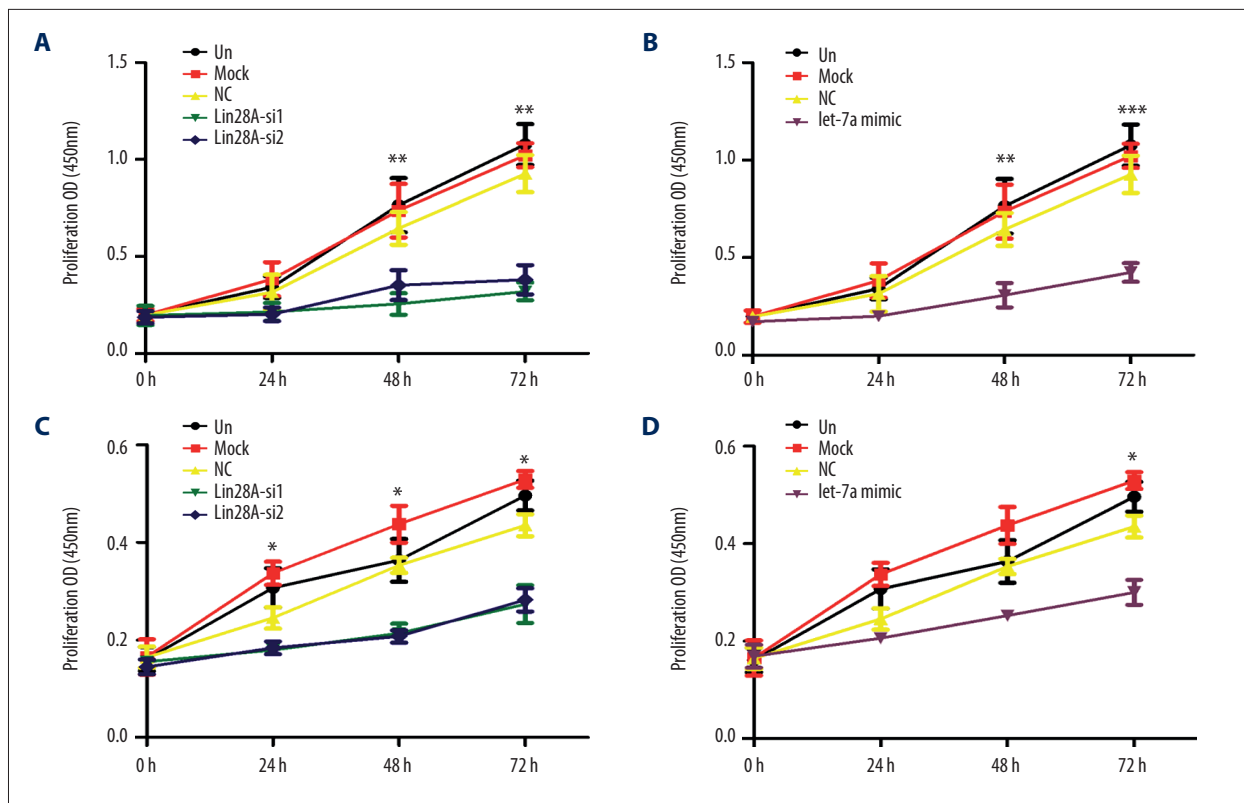 A
Un
Mock
NC
Lin28A-si1
Lin28A-si2
Proliferation OD (450nm)
1.5
1.0
0.5
0.0
**
**
0 h
24 h
48 h
72 h
B
Un
Mock
NC
let-7a mimic
Proliferation OD (450nm)
1.5
1.0
0.5
0.0
**
***
0 h
24 h
48 h
72 h
C
Un
Mock
NC
Lin28A-si1
Lin28A-si2
Proliferation OD (450nm)
0.6
0.4
0.2
0.0
*
*
*
0 h
24 h
48 h
72 h
D
Un
Mock
NC
let-7a mimic
Proliferation OD (450nm)
0.6
0.4
0.2
0.0
*
0 h
24 h
48 h
72 h